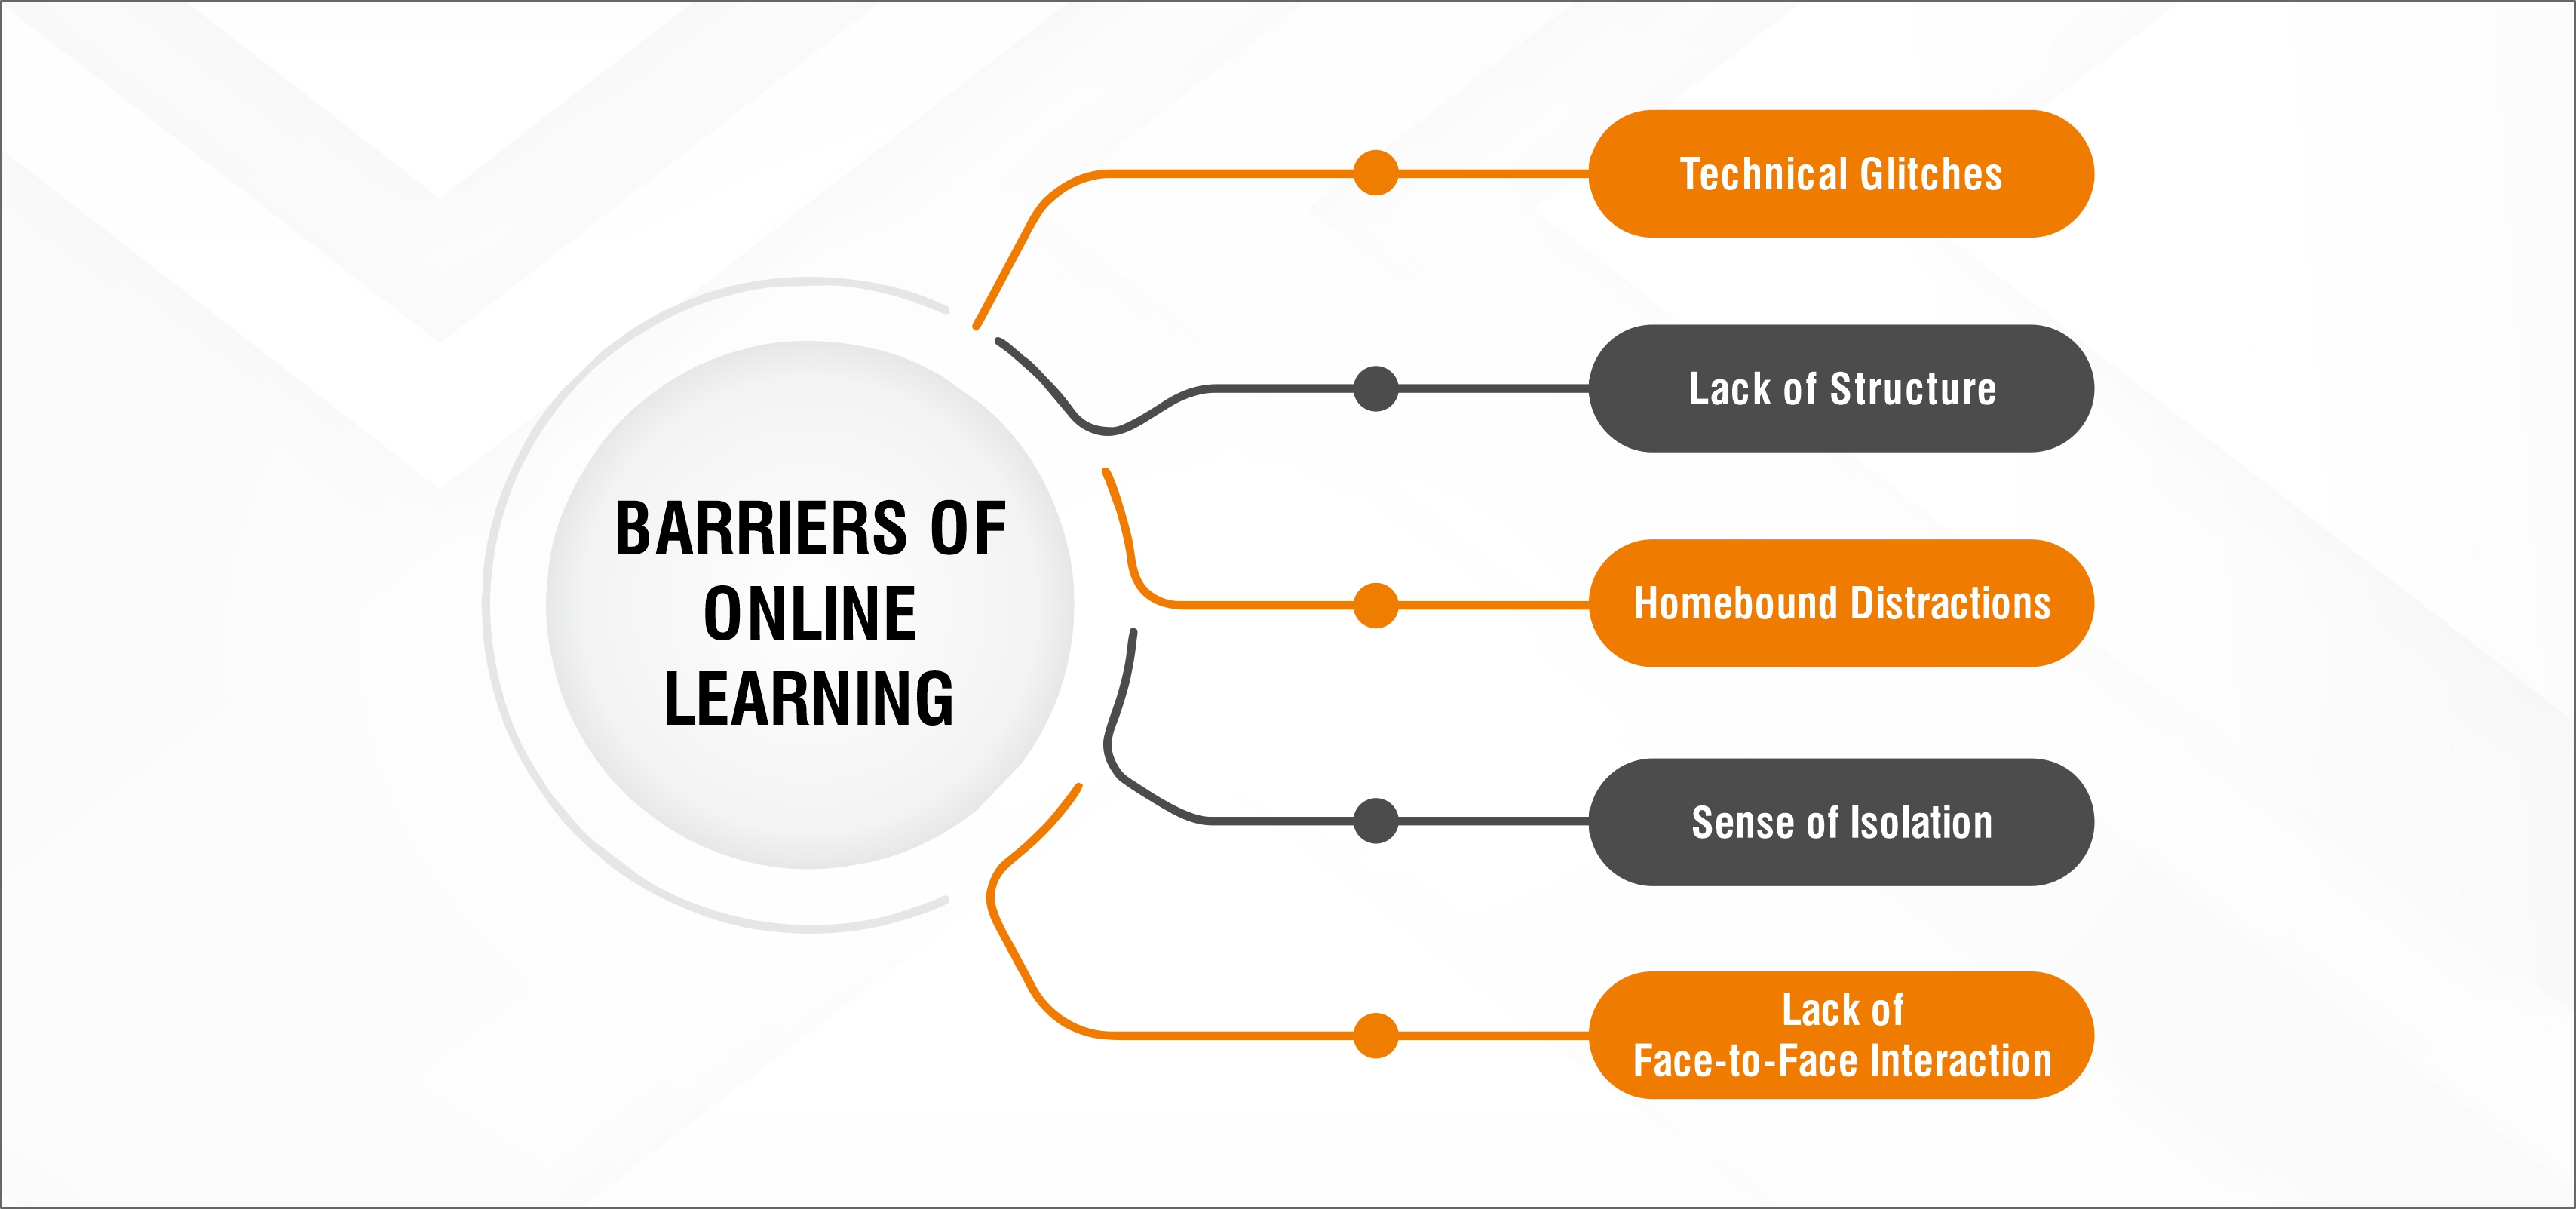 BARRIERS OF
ONLINE
LEARNING
Technical Glitches
Lack of Structure
Homebound Distractions
Sense of Isolation
Lack of
Face-to-Face Interaction